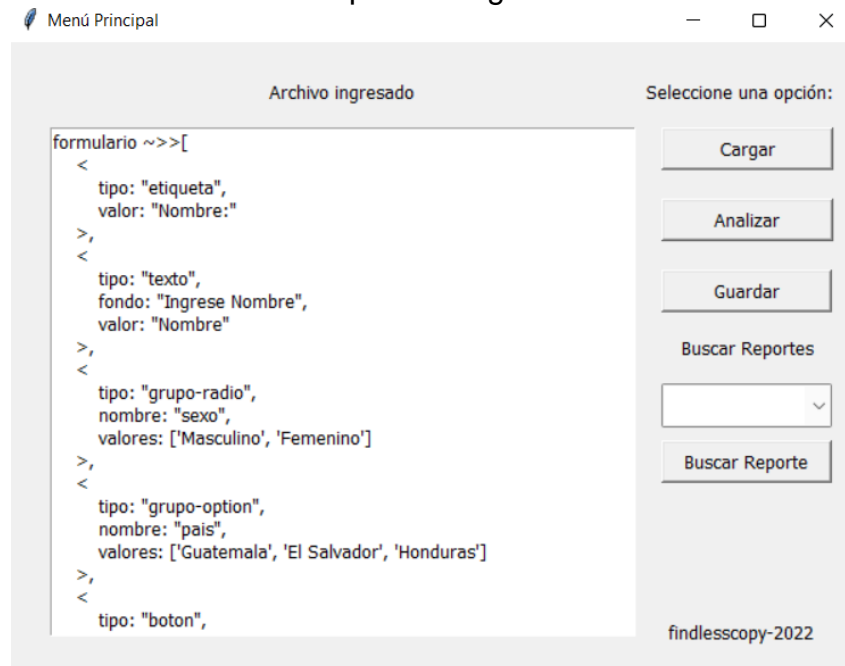 Menú Principal
Archivo ingresado
Seleccione una opción:
formulario ~>>[
<
tipo: "etiqueta",
valor: "Nombre:"
>,
<
tipo: "texto",
fondo: "Ingrese Nombre",
valor: "Nombre"
>,
<
tipo: "grupo-radio",
nombre: "sexo",
valores: ['Masculino', 'Femenino']
>,
<
tipo: "grupo-option",
nombre: "pais",
valores: ['Guatemala', 'El Salvador', 'Honduras']
>,
<
tipo: "boton",
Cargar
Analizar
Guardar
Buscar Reportes
Buscar Reporte
findlesscopy-2022